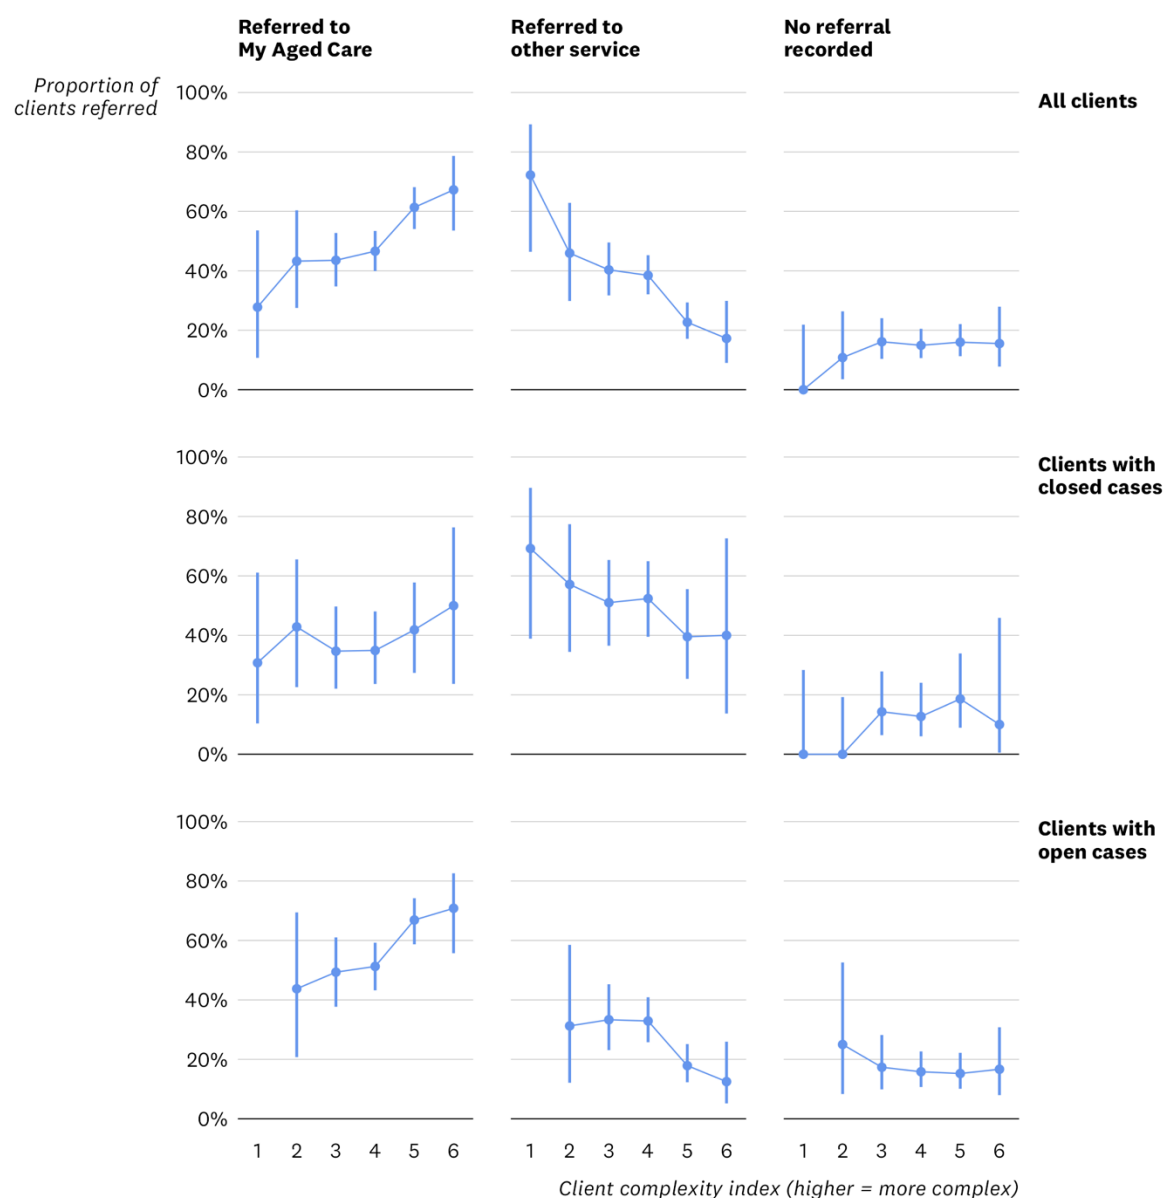 Referred to
My Aged Care
Referred to
other service
No referral
recorded
Proportion of
clients referred
All clients
100%
80%
60%
40%
20%
0%
Clients with
closed cases
100%
80%
60%
40%
20%
0%
Clients with
open cases
100%
80%
60%
40%
20%
0%
1 2 3 4 5 6 1 2 3 4 5 6 1 2 3 4 5 6
Client complexity index (higher = more complex)